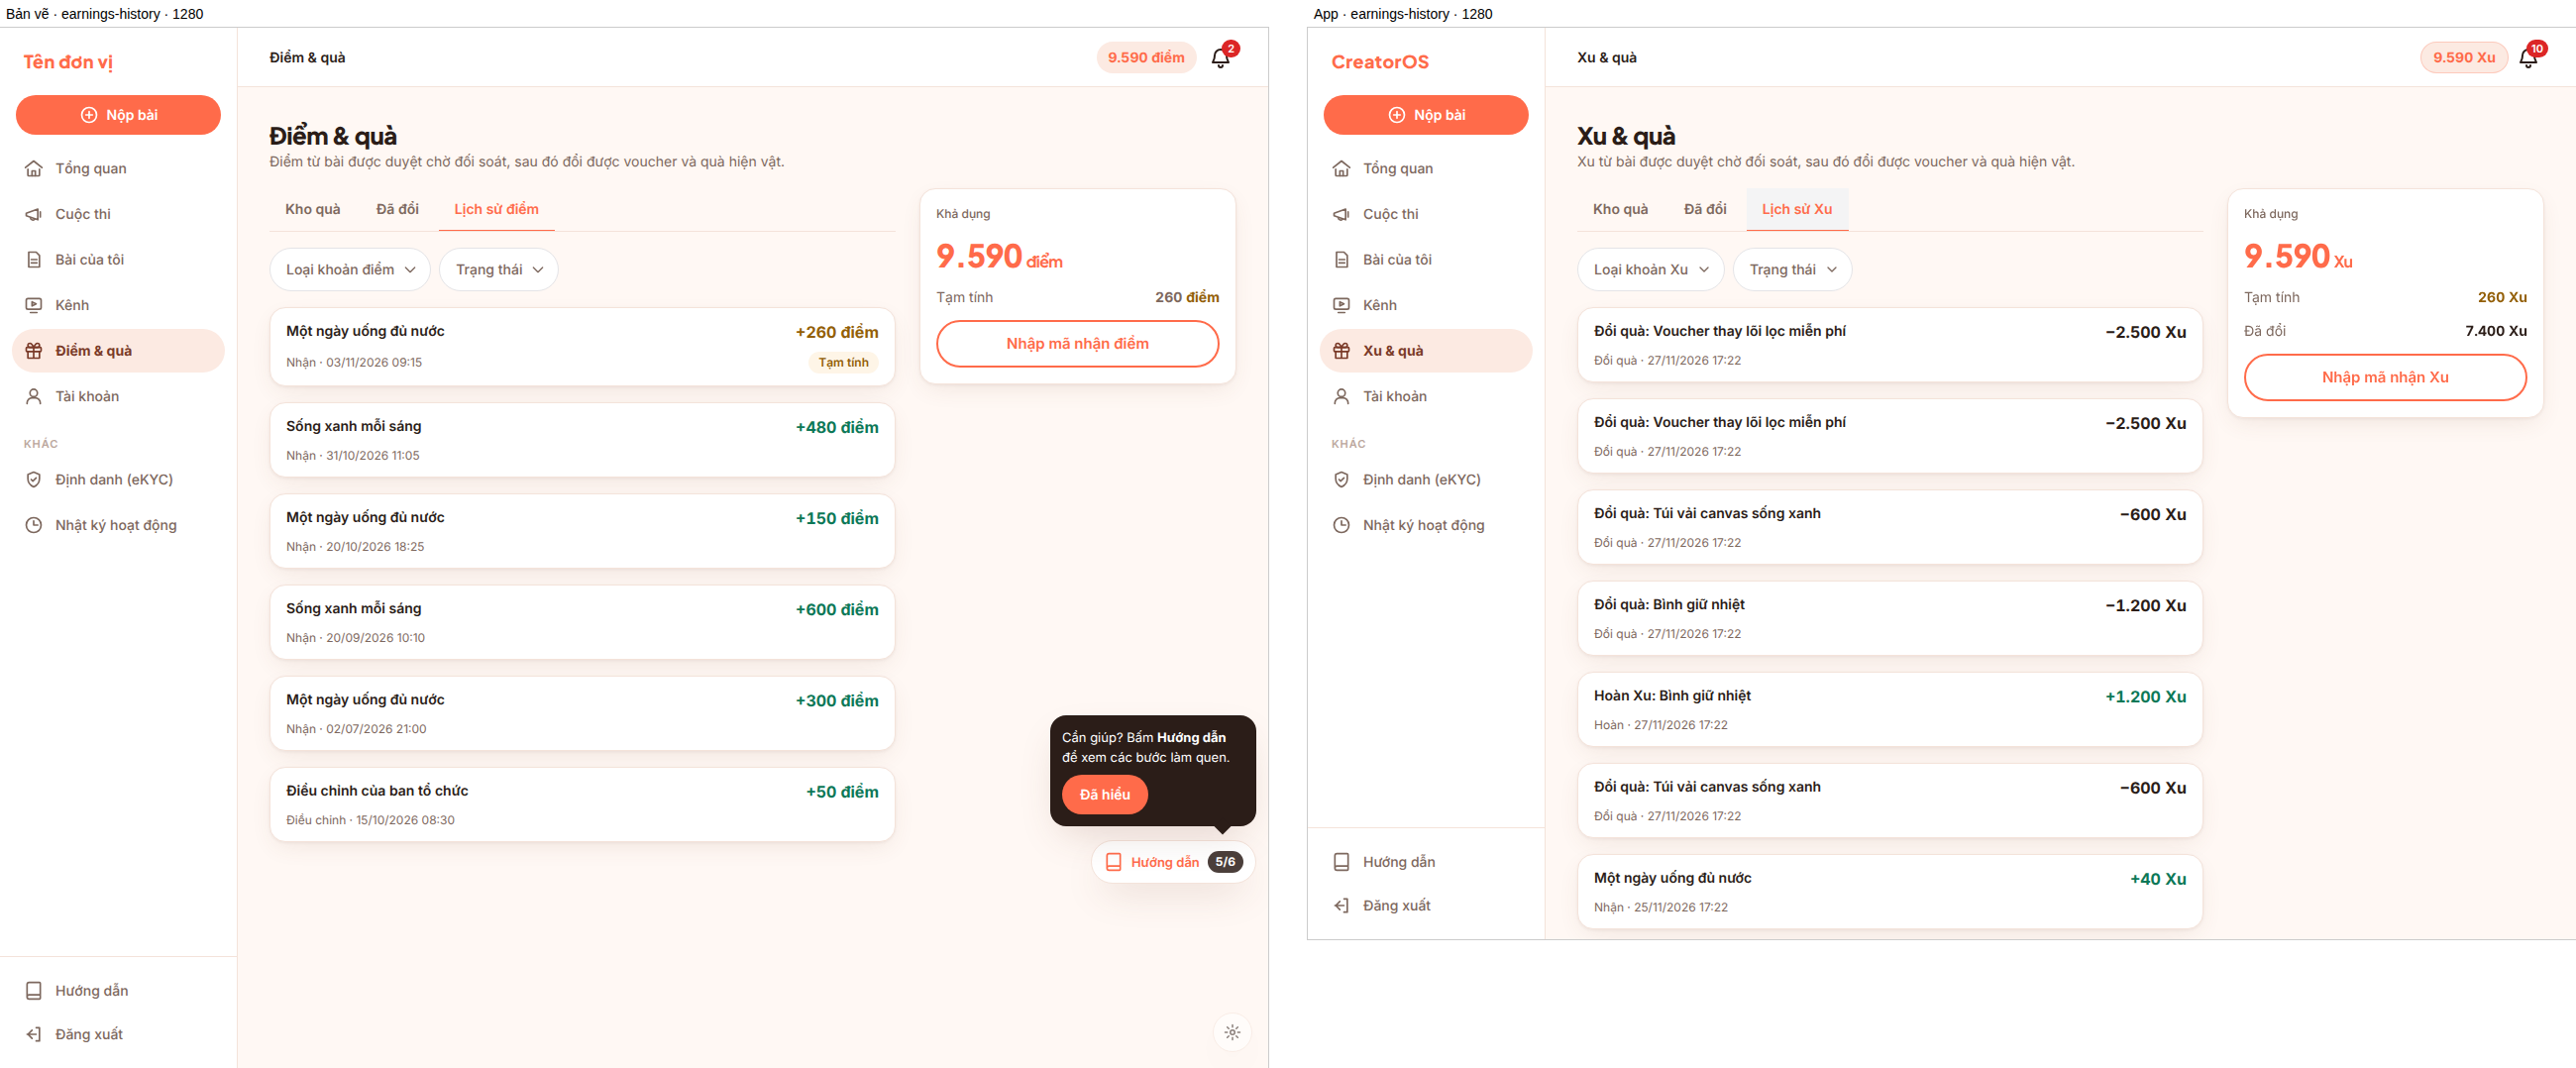 Bản vẽ · earnings-history · 1280
Tên đơn vị
Nộp bài
Tổng quan
Cuộc thi
Bài của tôi
Kênh
Điểm & quà
Tài khoản
KHÁC
Định danh (eKYC)
Nhật ký hoạt động
Hướng dẫn
Đăng xuất
Điểm & quà
9.590 điểm
2
Điểm & quà
Điểm từ bài được duyệt chờ đối soát, sau đó đổi được voucher và quà hiện vật.
Kho quà Đã đổi Lịch sử điểm
Loại khoản điểm Trạng thái
Một ngày uống đủ nước +260 điểm
Nhận · 03/11/2026 09:15 Tạm tính
Sống xanh mỗi sáng +480 điểm
Nhận · 31/10/2026 11:05
Một ngày uống đủ nước +150 điểm
Nhận · 20/10/2026 18:25
Sống xanh mỗi sáng +600 điểm
Nhận · 20/09/2026 10:10
Một ngày uống đủ nước +300 điểm
Nhận · 02/07/2026 21:00
Điều chỉnh của ban tổ chức +50 điểm
Điều chỉnh · 15/10/2026 08:30
Khả dụng
9.590 điểm
Tạm tính 260 điểm
Nhập mã nhận điểm
Cần giúp? Bấm Hướng dẫn
để xem các bước làm quen.
Đã hiểu
Hướng dẫn 5/6
App · earnings-history · 1280
CreatorOS
Nộp bài
Tổng quan
Cuộc thi
Bài của tôi
Kênh
Xu & quà
Tài khoản
KHÁC
Định danh (eKYC)
Nhật ký hoạt động
Hướng dẫn
Đăng xuất
Xu & quà
9.590 Xu
10
Xu & quà
Xu từ bài được duyệt chờ đối soát, sau đó đổi được voucher và quà hiện vật.
Kho quà Đã đổi Lịch sử Xu
Loại khoản Xu Trạng thái
Đổi quà: Voucher thay lõi lọc miễn phí −2.500 Xu
Đổi quà · 27/11/2026 17:22
Đổi quà: Voucher thay lõi lọc miễn phí −2.500 Xu
Đổi quà · 27/11/2026 17:22
Đổi quà: Túi vải canvas sống xanh −600 Xu
Đổi quà · 27/11/2026 17:22
Đổi quà: Bình giữ nhiệt −1.200 Xu
Đổi quà · 27/11/2026 17:22
Hoàn Xu: Bình giữ nhiệt +1.200 Xu
Hoàn · 27/11/2026 17:22
Đổi quà: Túi vải canvas sống xanh −600 Xu
Đổi quà · 27/11/2026 17:22
Một ngày uống đủ nước +40 Xu
Nhận · 25/11/2026 17:22
Khả dụng
9.590 Xu
Tạm tính 260 Xu
Đã đổi 7.400 Xu
Nhập mã nhận Xu